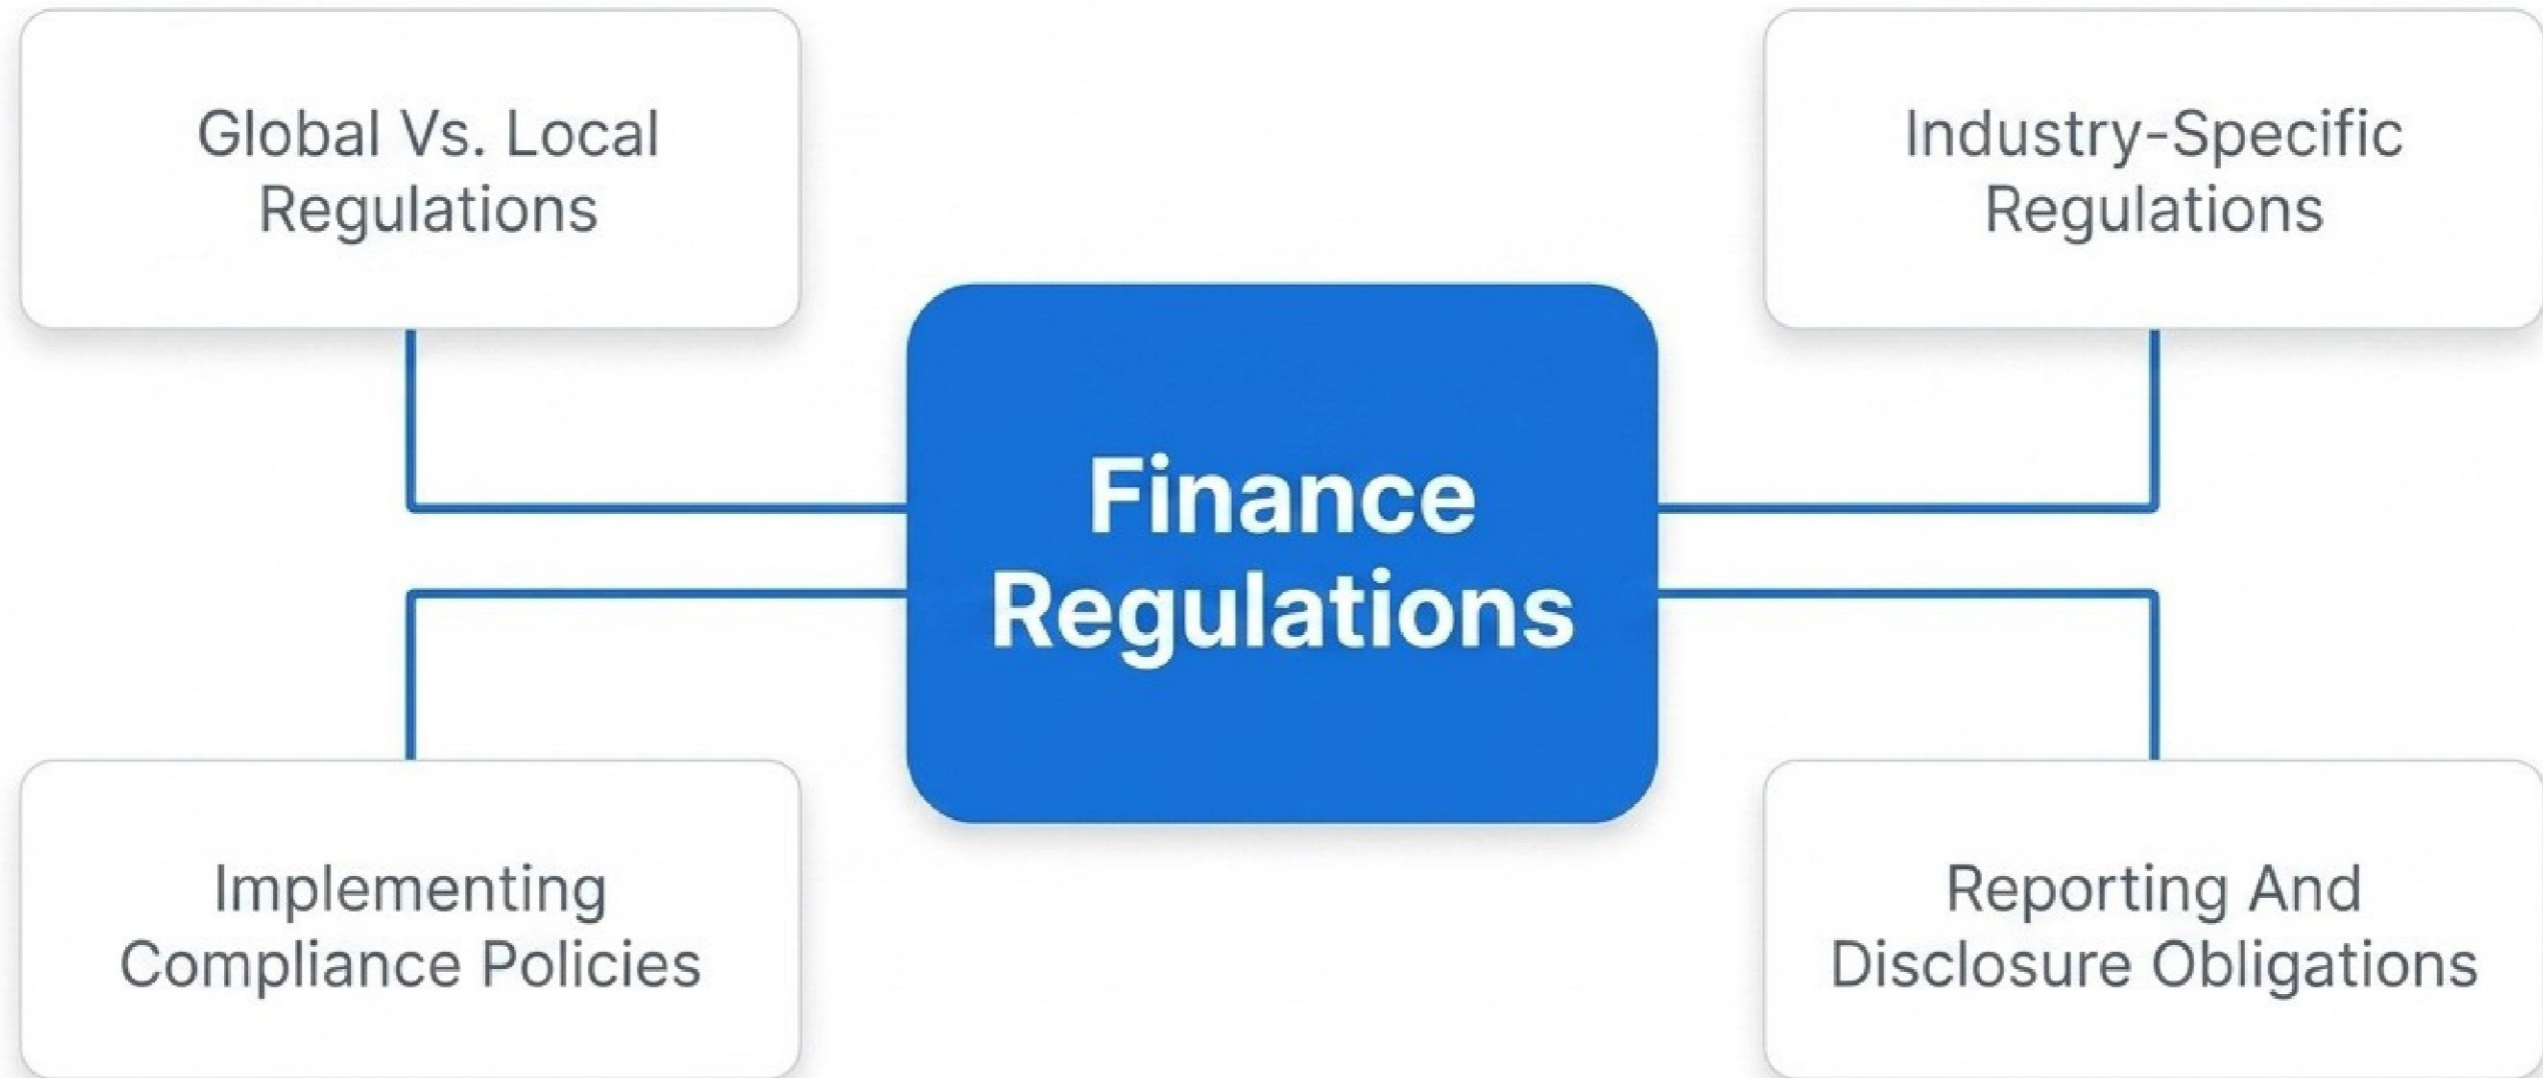 Global Vs. Local
Regulations
Industry-Specific
Regulations
Finance
Regulations
Implementing
Compliance Policies
Reporting And
Disclosure Obligations